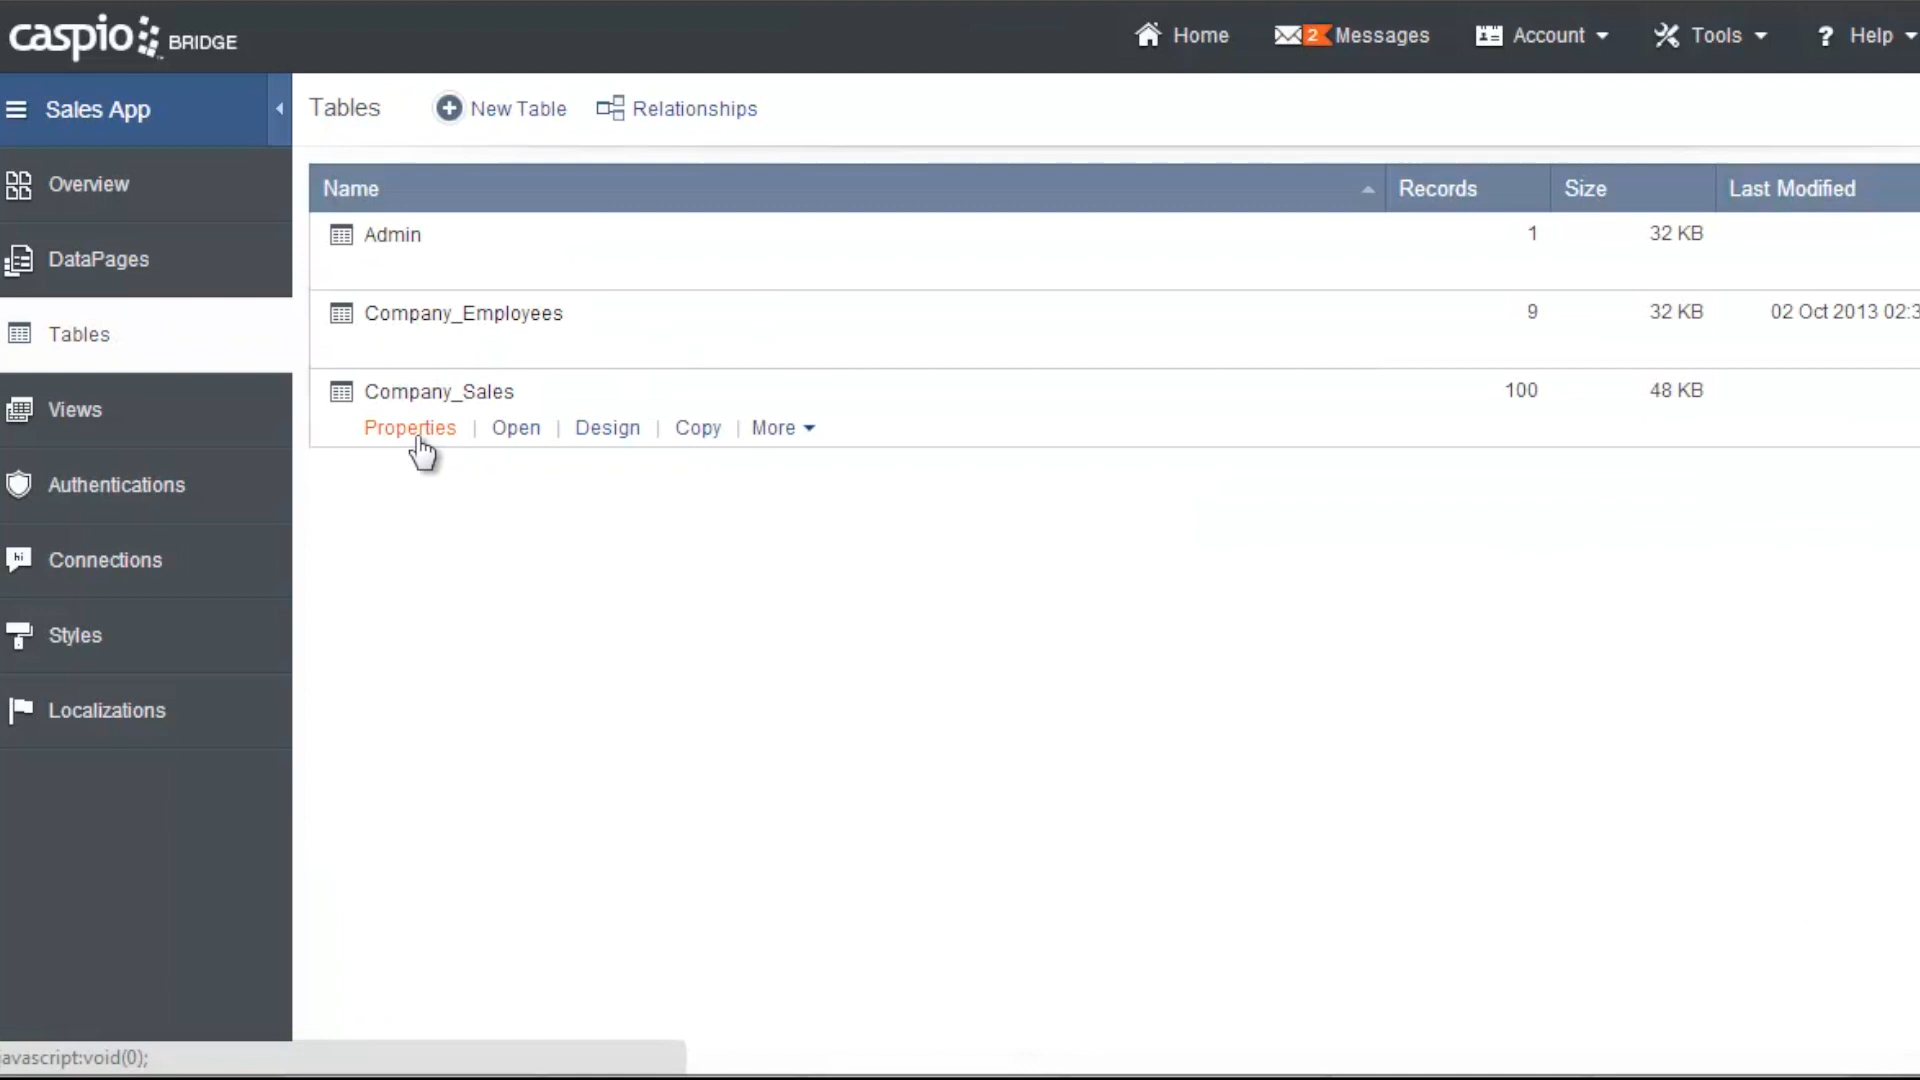 caspio BRIDGE
Home
2 Messages
Account
Tools
? Help
Sales App
Tables
New Table
Relationships
Overview
DataPages
Tables
Views
Authentications
hi Connections
Styles
Localizations
Name Records Size Last Modified
Admin 1 32 KB
Company_Employees 9 32 KB 02 Oct 2013 02:3
Company_Sales 100 48 KB
Properties | Open | Design | Copy | More
avascript:void(0);